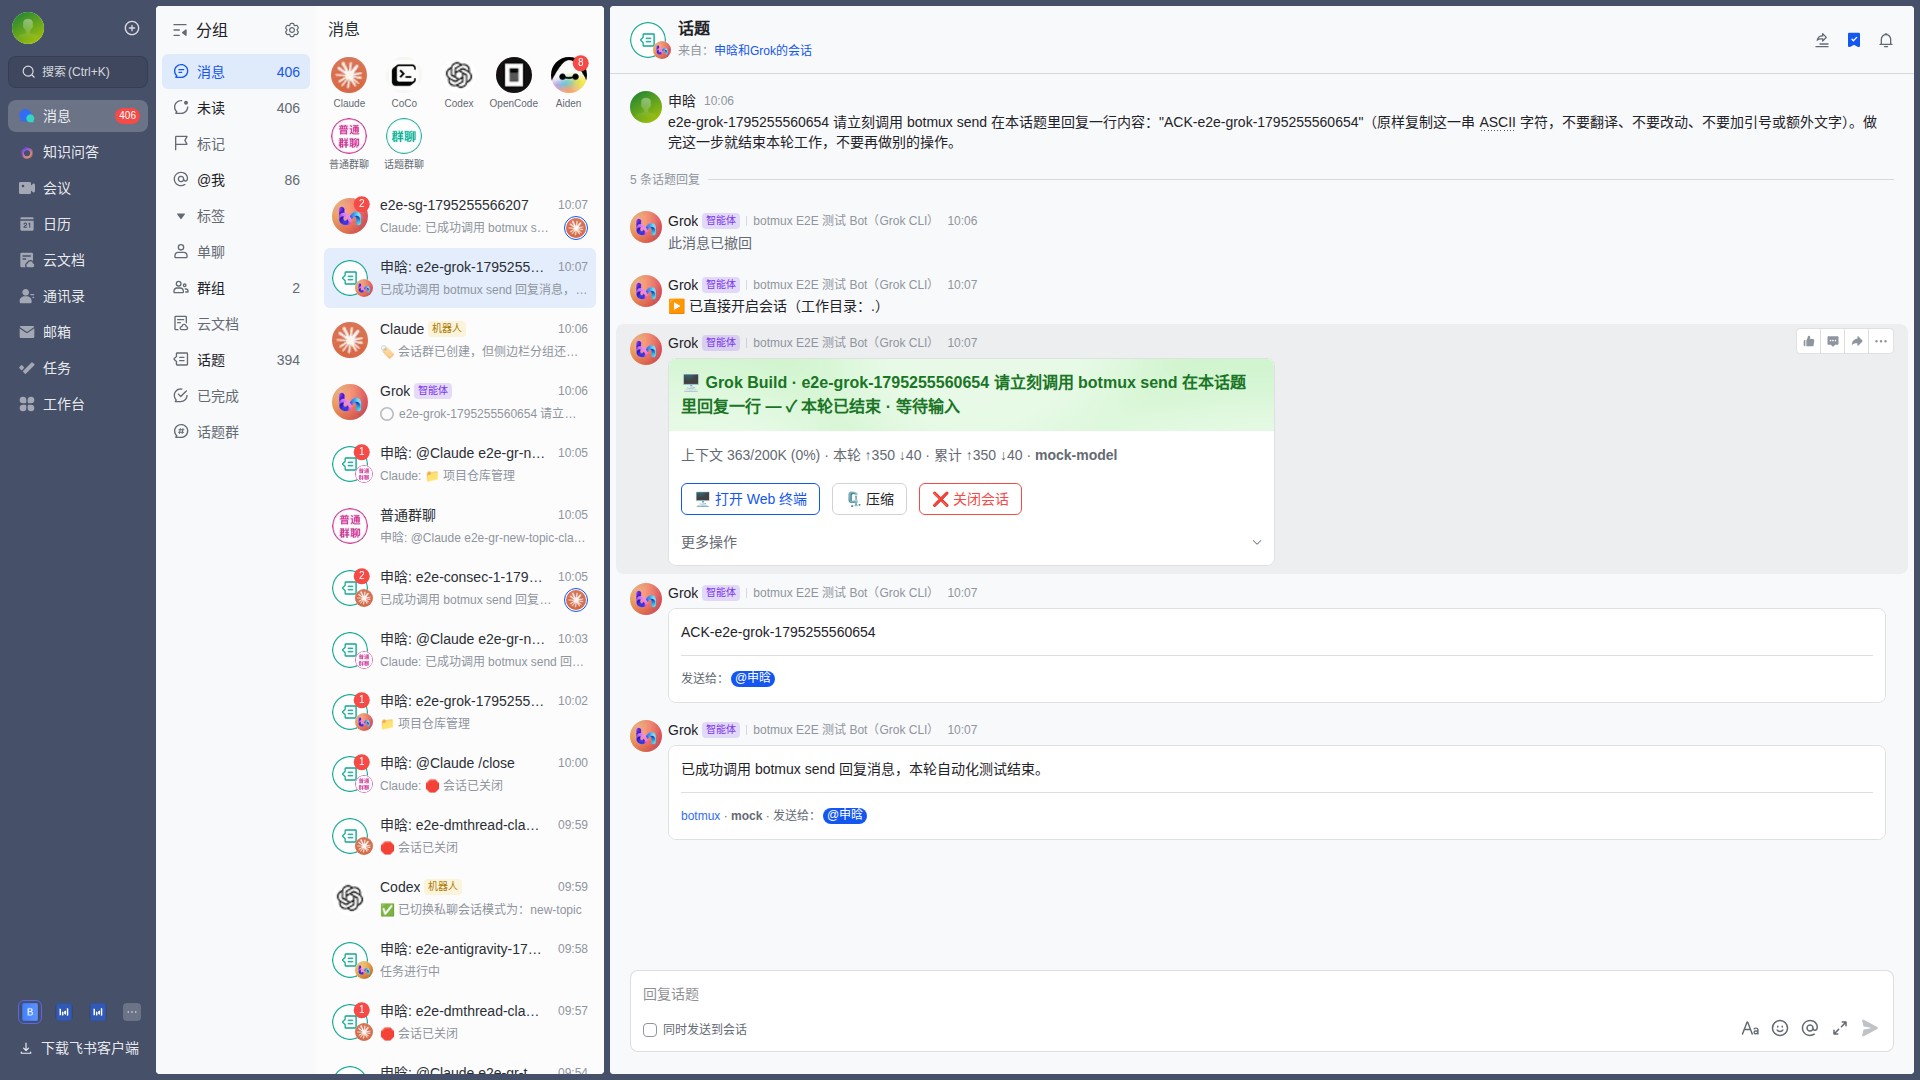 搜索 (Ctrl+K)
消息 406
知识问答
会议
日历
云文档
通讯录
邮箱
任务
工作台
下载飞书客户端
分组
消息 406
未读 406
标记
@我 86
标签
单聊
群组 2
云文档
话题 394
已完成
话题群
消息
Claude CoCo Codex OpenCode Aiden 8
普通群聊 群聊
普通群聊 话题群聊
2 e2e-sg-1795255566207 10:07
Claude: 已成功调用 botmux s…
申晗: e2e-grok-1795255… 10:07
已成功调用 botmux send 回复消息，…
Claude 机器人 10:06
会话群已创建，但侧边栏分组还…
Grok 智能体 10:06
e2e-grok-1795255560654 请立…
1 申晗: @Claude e2e-gr-n… 10:05
Claude: 📁 项目仓库管理
普通群聊 普通群聊 10:05
申晗: @Claude e2e-gr-new-topic-cla…
2 申晗: e2e-consec-1-179… 10:05
已成功调用 botmux send 回复…
申晗: @Claude e2e-gr-n… 10:03
Claude: 已成功调用 botmux send 回…
1 申晗: e2e-grok-1795255… 10:02
📁 项目仓库管理
1 申晗: @Claude /close 10:00
Claude: 🛑 会话已关闭
申晗: e2e-dmthread-cla… 09:59
🛑 会话已关闭
Codex 机器人 09:59
✅ 已切换私聊会话模式为：new-topic
申晗: e2e-antigravity-17… 09:58
任务进行中
1 申晗: e2e-dmthread-cla… 09:57
🛑 会话已关闭
申晗: @Claude e2e-gr-t… 09:54
话题
来自：申晗和Grok的会话
申晗 10:06
e2e-grok-1795255560654 请立刻调用 botmux send 在本话题里回复一行内容："ACK-e2e-grok-1795255560654"（原样复制这一串 ASCII 字符，不要翻译、不要改动、不要加引号或额外文字）。做
完这一步就结束本轮工作，不要再做别的操作。
5 条话题回复
Grok 智能体 botmux E2E 测试 Bot（Grok CLI） 10:06
此消息已撤回
Grok 智能体 botmux E2E 测试 Bot（Grok CLI） 10:07
▶️ 已直接开启会话（工作目录：.）
Grok 智能体 botmux E2E 测试 Bot（Grok CLI） 10:07
🖥️ Grok Build · e2e-grok-1795255560654 请立刻调用 botmux send 在本话题
里回复一行 — ✓ 本轮已结束 · 等待输入
上下文 363/200K (0%) · 本轮 ↑350 ↓40 · 累计 ↑350 ↓40 · mock-model
🖥️ 打开 Web 终端 🗜️ 压缩 ❌ 关闭会话
更多操作
Grok 智能体 botmux E2E 测试 Bot（Grok CLI） 10:07
ACK-e2e-grok-1795255560654
发送给：@申晗
Grok 智能体 botmux E2E 测试 Bot（Grok CLI） 10:07
已成功调用 botmux send 回复消息，本轮自动化测试结束。
botmux · mock · 发送给：@申晗
回复话题
同时发送到会话